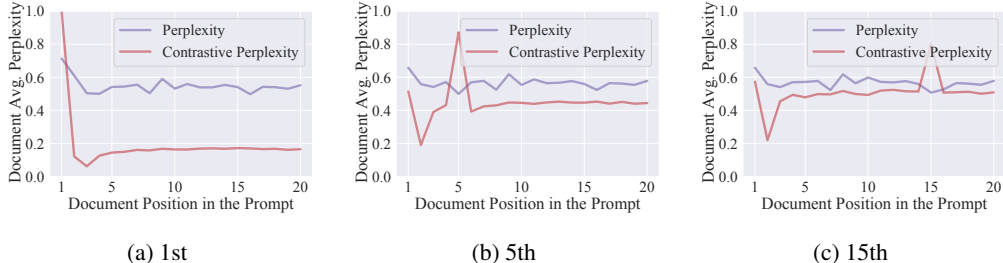 Document Avg. Perplexity
1.0
0.8
0.6
0.4
0.2
0.0
Perplexity
Contrastive Perplexity
1 5 10 15 20
Document Position in the Prompt
(a) 1st
Document Avg. Perplexity
1.0
0.8
0.6
0.4
0.2
0.0
Perplexity
Contrastive Perplexity
1 5 10 15 20
Document Position in the Prompt
(b) 5th
Document Avg. Perplexity
1.0
0.8
0.6
0.4
0.2
0.0
Perplexity
Contrastive Perplexity
1 5 10 15 20
Document Position in the Prompt
(c) 15th